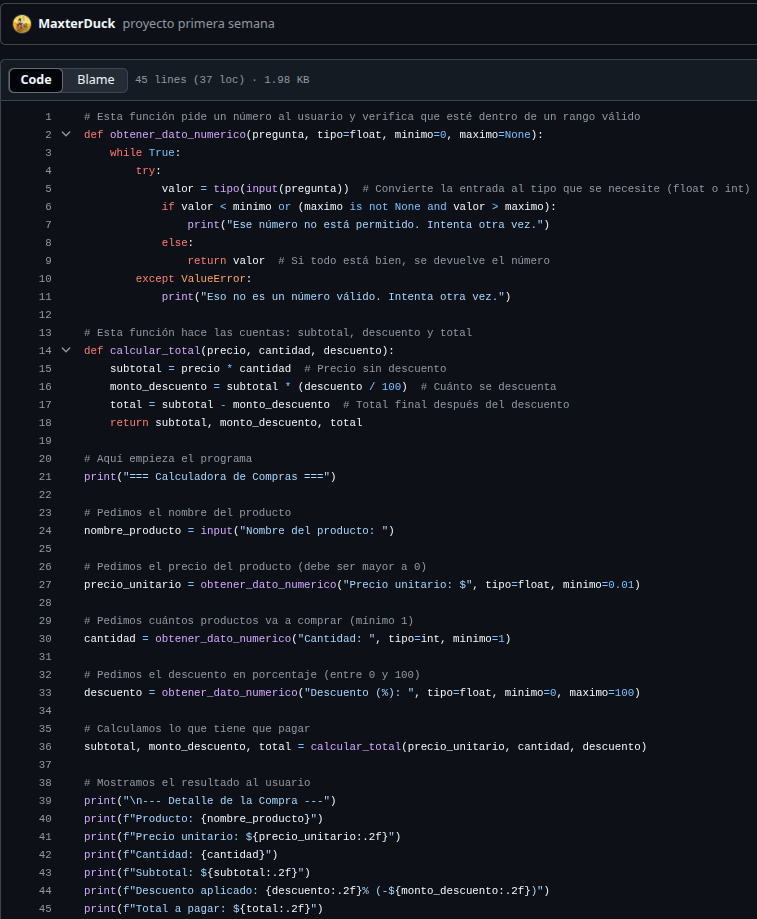 MaxterDuck proyecto primera semana
Code Blame 45 lines (37 loc) · 1.98 KB
1 # Esta función pide un número al usuario y verifica que esté dentro de un rango válido
2 def obtener_dato_numerico(pregunta, tipo=float, minimo=0, maximo=None):
3     while True:
4         try:
5             valor = tipo(input(pregunta))  # Convierte la entrada al tipo que se necesite (float o int)
6             if valor < minimo or (maximo is not None and valor > maximo):
7                 print("Ese número no está permitido. Intenta otra vez.")
8             else:
9                 return valor  # Si todo está bien, se devuelve el número
10         except ValueError:
11             print("Eso no es un número válido. Intenta otra vez.")
12
13 # Esta función hace las cuentas: subtotal, descuento y total
14 def calcular_total(precio, cantidad, descuento):
15     subtotal = precio * cantidad  # Precio sin descuento
16     monto_descuento = subtotal * (descuento / 100)  # Cuánto se descuenta
17     total = subtotal - monto_descuento  # Total final después del descuento
18     return subtotal, monto_descuento, total
19
20 # Aquí empieza el programa
21 print("=== Calculadora de Compras ===")
22
23 # Pedimos el nombre del producto
24 nombre_producto = input("Nombre del producto: ")
25
26 # Pedimos el precio del producto (debe ser mayor a 0)
27 precio_unitario = obtener_dato_numerico("Precio unitario: $", tipo=float, minimo=0.01)
28
29 # Pedimos cuántos productos va a comprar (mínimo 1)
30 cantidad = obtener_dato_numerico("Cantidad: ", tipo=int, minimo=1)
31
32 # Pedimos el descuento en porcentaje (entre 0 y 100)
33 descuento = obtener_dato_numerico("Descuento (%): ", tipo=float, minimo=0, maximo=100)
34
35 # Calculamos lo que tiene que pagar
36 subtotal, monto_descuento, total = calcular_total(precio_unitario, cantidad, descuento)
37
38 # Mostramos el resultado al usuario
39 print("\n--- Detalle de la Compra ---")
40 print(f"Producto: {nombre_producto}")
41 print(f"Precio unitario: ${precio_unitario:.2f}")
42 print(f"Cantidad: {cantidad}")
43 print(f"Subtotal: ${subtotal:.2f}")
44 print(f"Descuento aplicado: {descuento:.2f}% (-${monto_descuento:.2f})")
45 print(f"Total a pagar: ${total:.2f}")